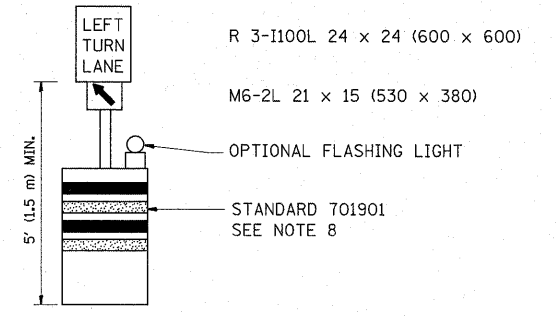 LEFT
TURN
LANE
R 3-I100L 24 x 24 (600 x 600)
M6-2L 21 x 15 (530 x 380)
OPTIONAL FLASHING LIGHT
5' (1.5 m) MIN.
STANDARD 701901
SEE NOTE 8